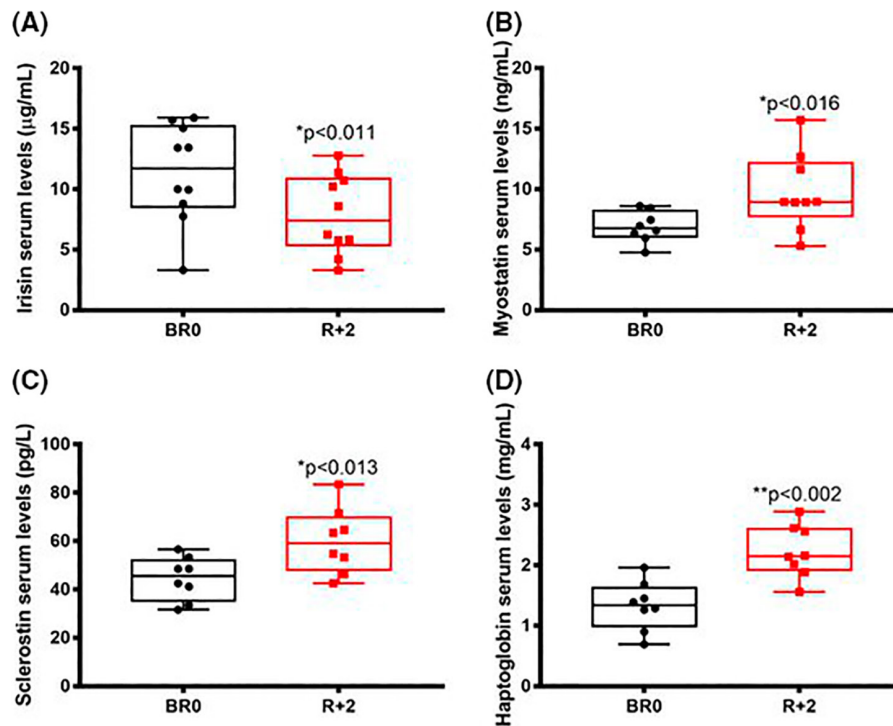 (A)
Irisin serum levels (µg/mL)
20
15
10
5
0
*p<0.011
BR0
R+2
(B)
Myostatin serum levels (ng/mL)
20
15
10
5
0
*p<0.016
BR0
R+2
(C)
Sclerostin serum levels (pg/L)
100
80
60
40
20
0
*p<0.013
BR0
R+2
(D)
Haptoglobin serum levels (mg/mL)
4
3
2
1
0
**p<0.002
BR0
R+2